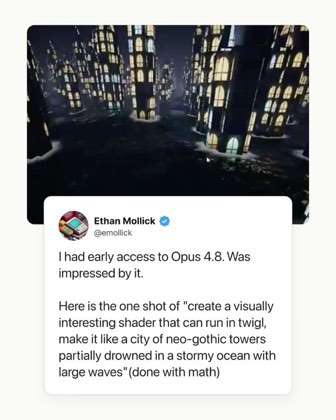 Ethan Mollick
@emollick
I had early access to Opus 4.8. Was
impressed by it.
Here is the one shot of "create a visually
interesting shader that can run in twigl,
make it like a city of neo-gothic towers
partially drowned in a stormy ocean with
large waves"(done with math)